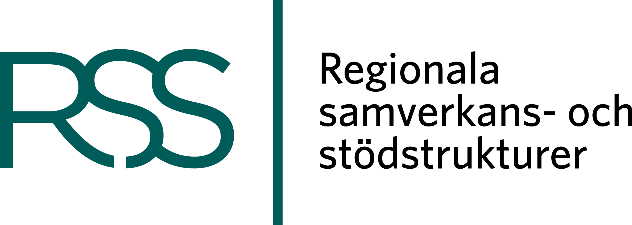 RSS
Regionala
samverkans- och
stödstrukturer